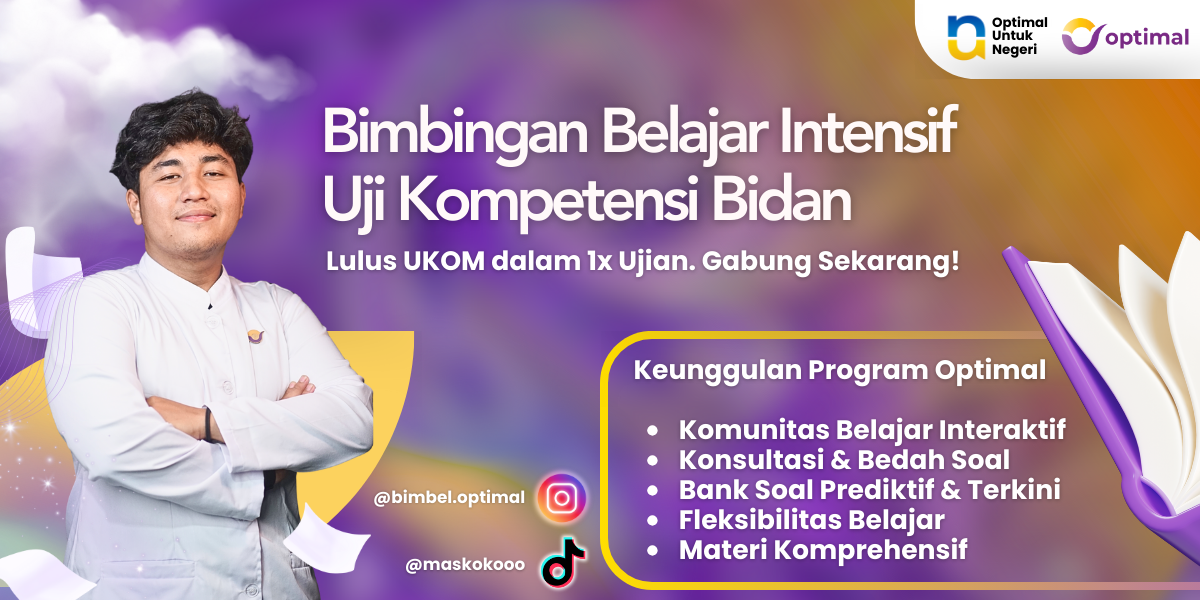 Optimal
Untuk
Negeri
optimal
Bimbingan Belajar Intensif
Uji Kompetensi Bidan
Lulus UKOM dalam 1x Ujian. Gabung Sekarang!
Keunggulan Program Optimal
• Komunitas Belajar Interaktif
• Konsultasi & Bedah Soal
• Bank Soal Prediktif & Terkini
• Fleksibilitas Belajar
• Materi Komprehensif
@bimbel.optimal
@maskokooo